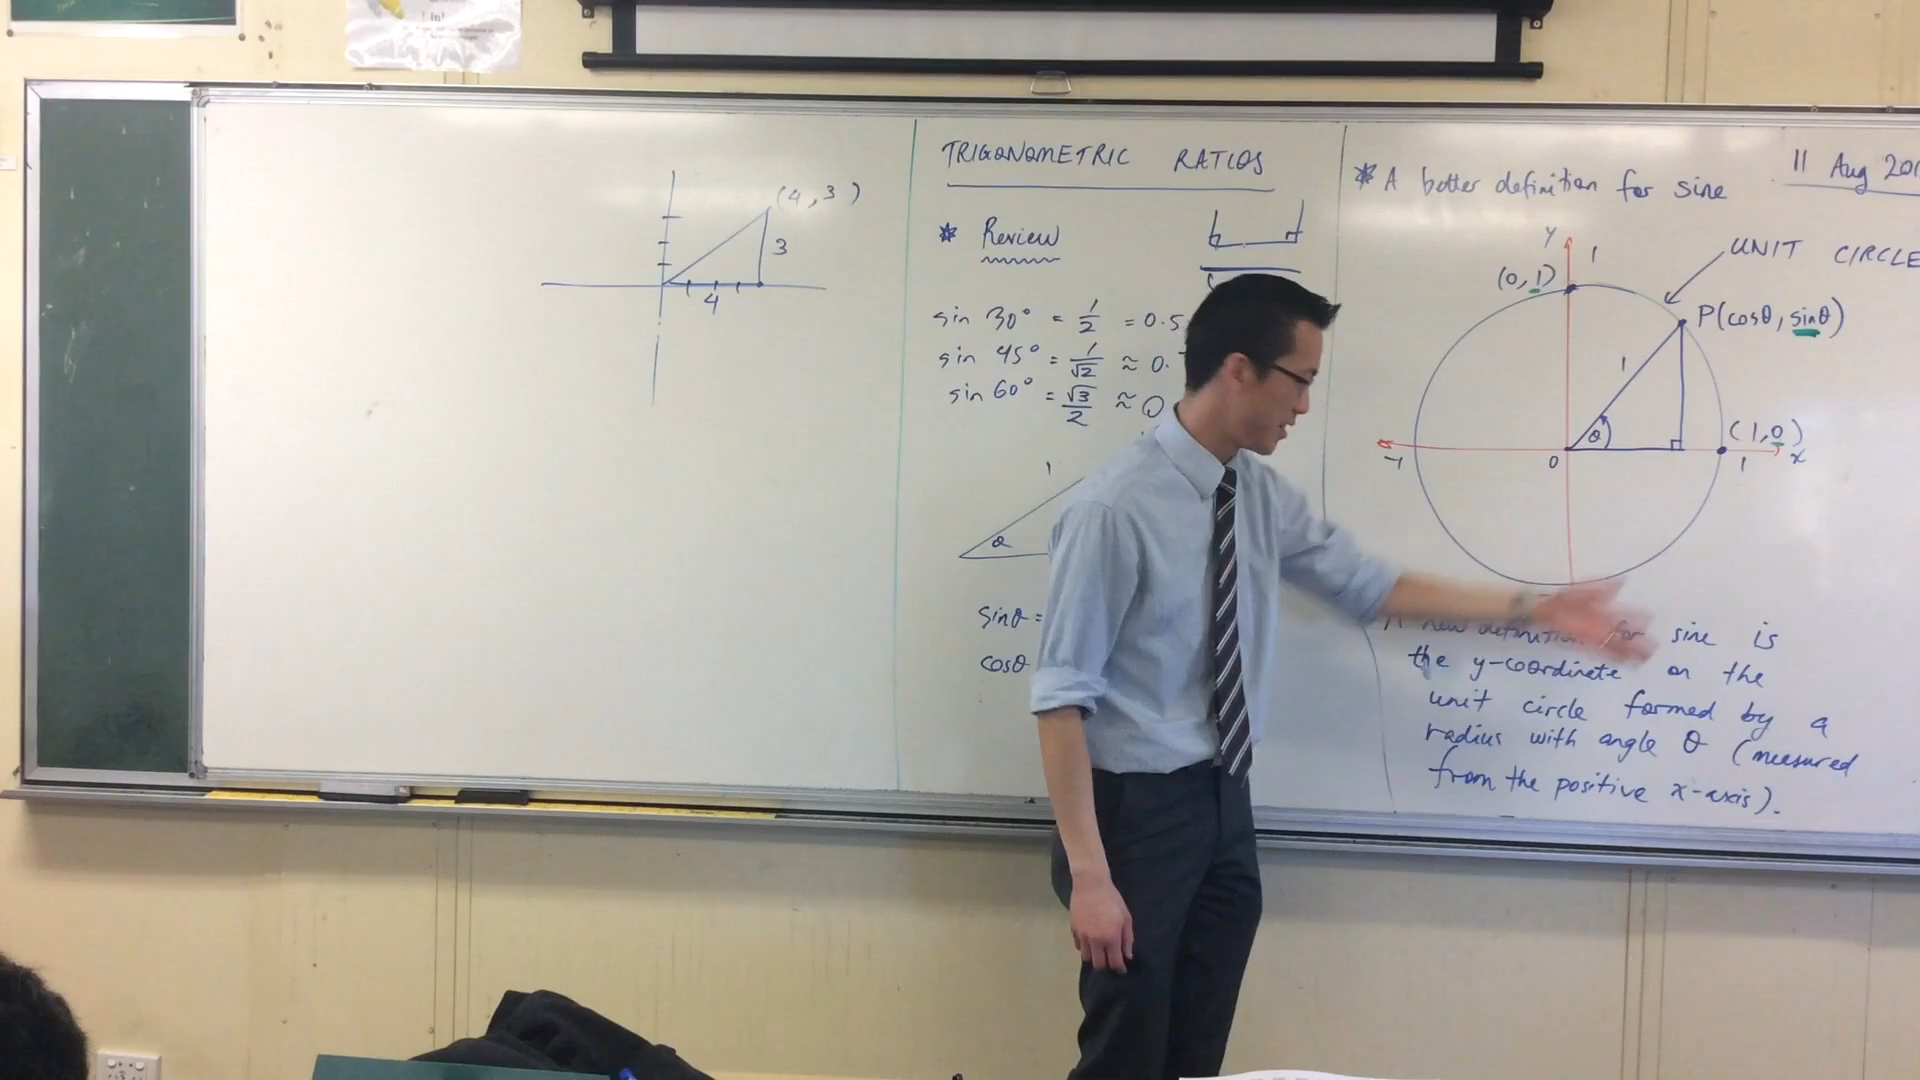 (4,3)
3
4
TRIGONOMETRIC RATIOS
* Review
sin 30° = 1/2 = 0.5
sin 45° = 1/√2 ≈ 0.
sin 60° = √3/2 ≈ 0
1
θ
sinθ =
cosθ
11 Aug 201
* A better definition for sine
y
1
UNIT CIRCLE
(0,1)
P(cosθ, sinθ)
1
θ
(1,0)
-1
0
1
x
new definition for sine is
the y-coordinate on the
unit circle formed by a
radius with angle θ (measured
from the positive x-axis).